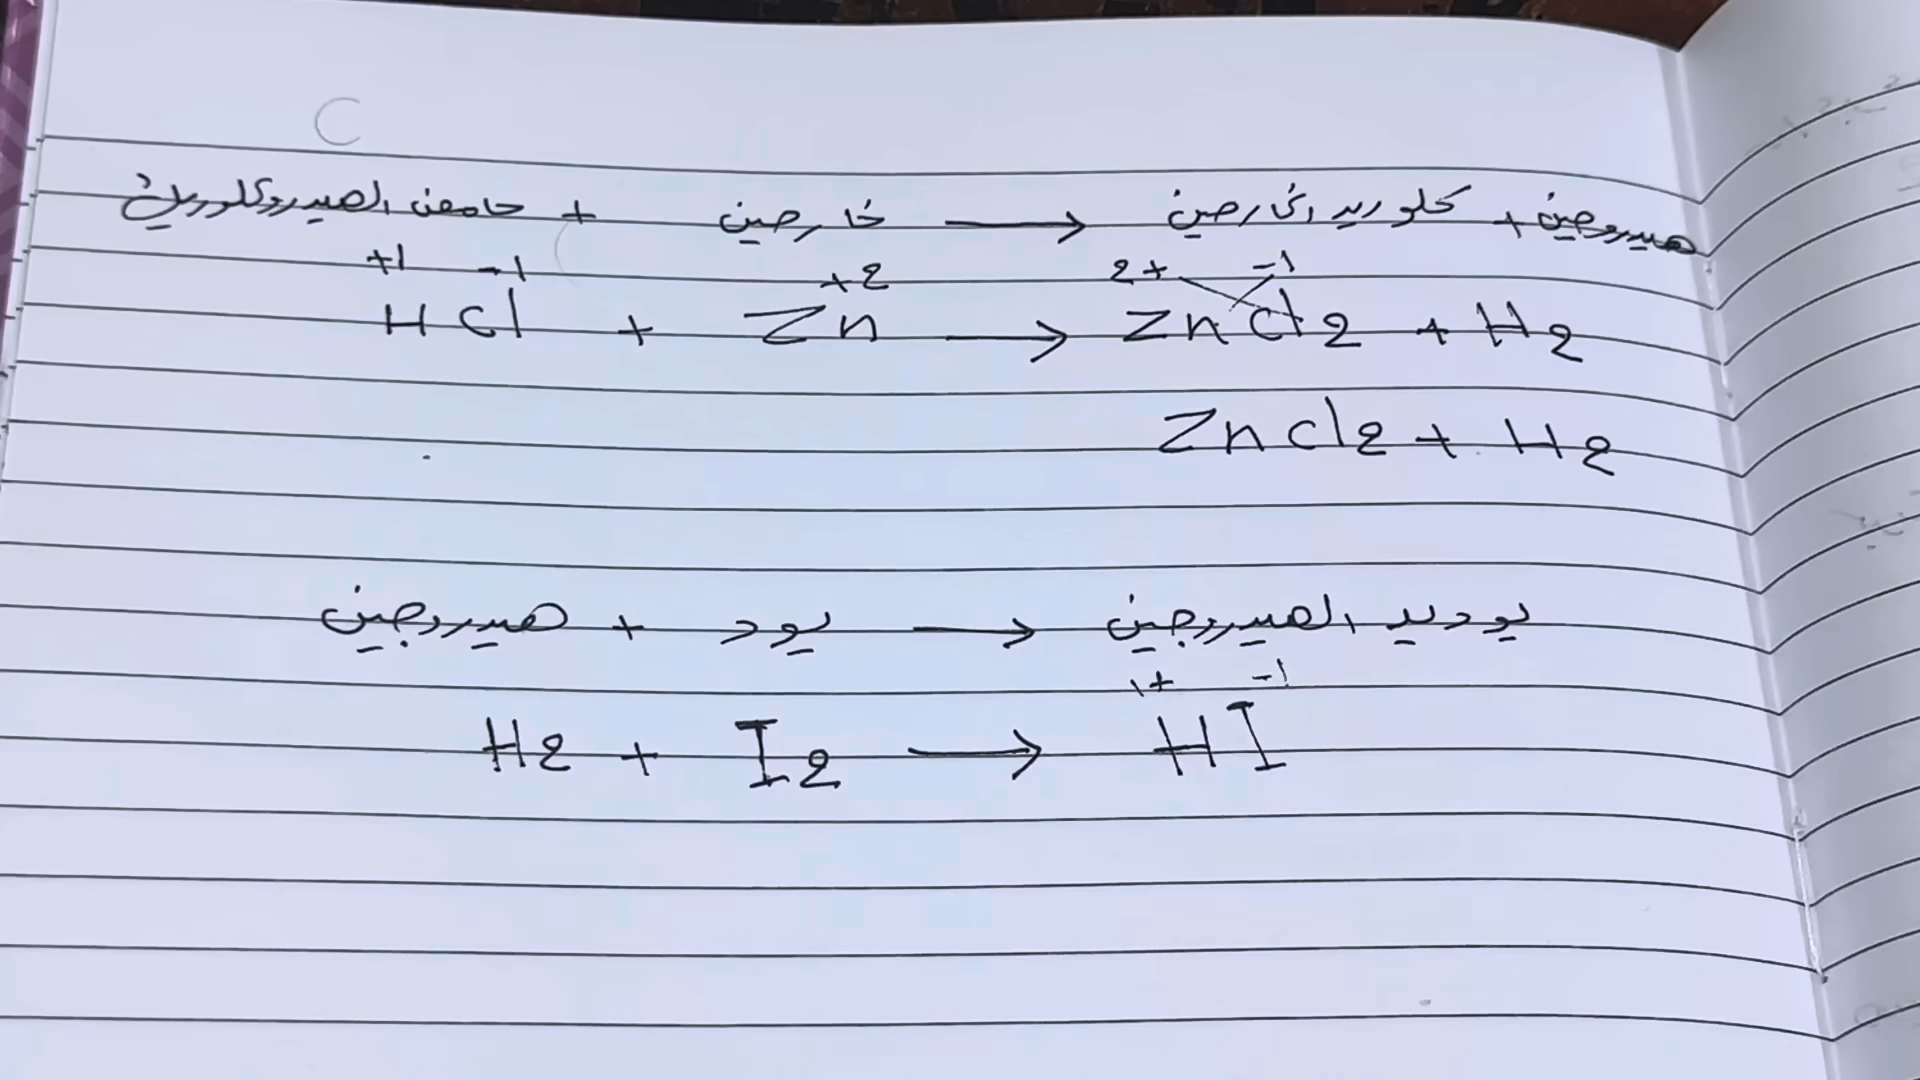 C
حامض الهيدروكلوريك + خارصين → كلوريد الخارصين + هيدروجين
+1 -1 +2 2+ -1
HCl + Zn → ZnCl2 + H2
ZnCl2 + H2
هيدروجين + يود → يوديد الهيدروجين
1+ -1
H2 + I2 → HI